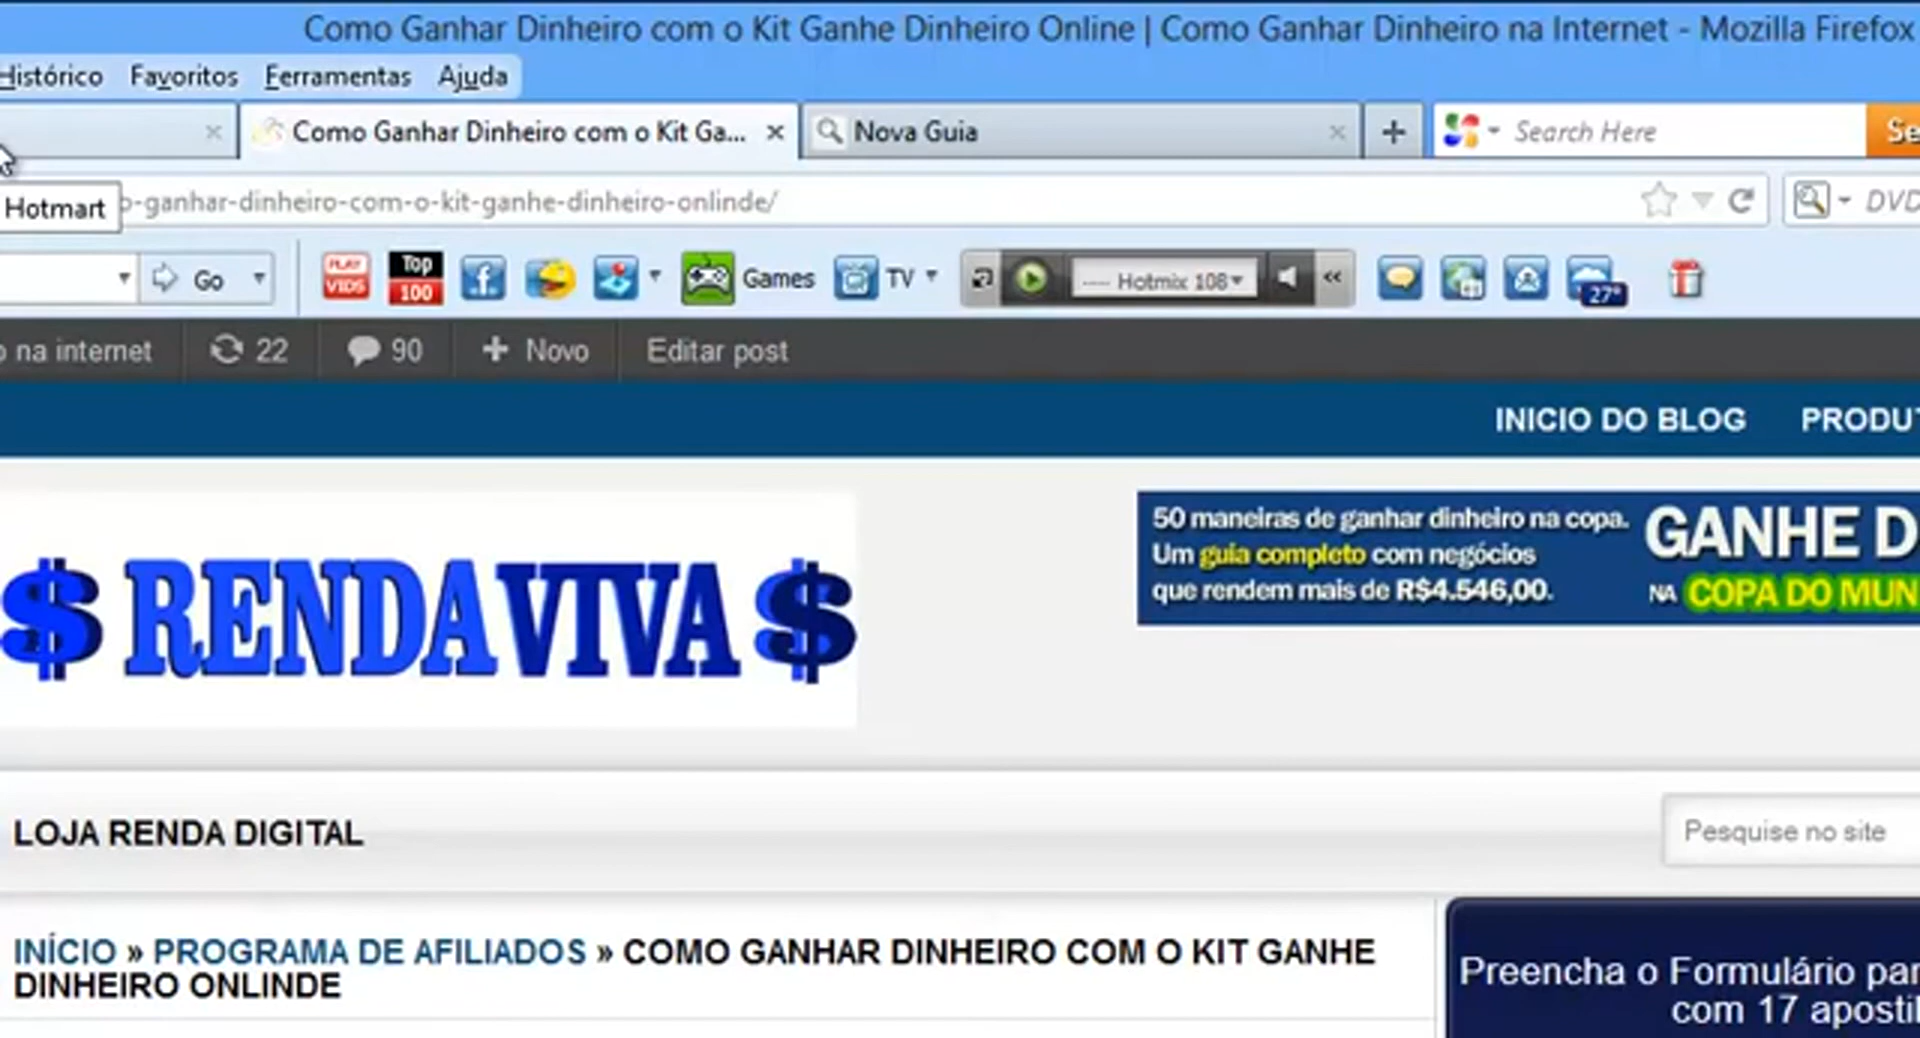 Como Ganhar Dinheiro com o Kit Ganhe Dinheiro Online | Como Ganhar Dinheiro na Internet - Mozilla Firefox
Histórico Favoritos Ferramentas Ajuda
Como Ganhar Dinheiro com o Kit Ga... Nova Guia + Search Here Se
Hotmart o-ganhar-dinheiro-com-o-kit-ganhe-dinheiro-onlinde/ DVD
Go PLAY VIDS Top 100 Games TV ---- Hotmix 108 27°
o na internet 22 90 + Novo Editar post
INICIO DO BLOG PRODUT
50 maneiras de ganhar dinheiro na copa.
Um guia completo com negócios
que rendem mais de R$4.546,00.
GANHE D
NA COPA DO MUN
$ RENDAVIVA $
LOJA RENDA DIGITAL
Pesquise no site
INÍCIO » PROGRAMA DE AFILIADOS » COMO GANHAR DINHEIRO COM O KIT GANHE
DINHEIRO ONLINDE
Preencha o Formulário par
com 17 apostil